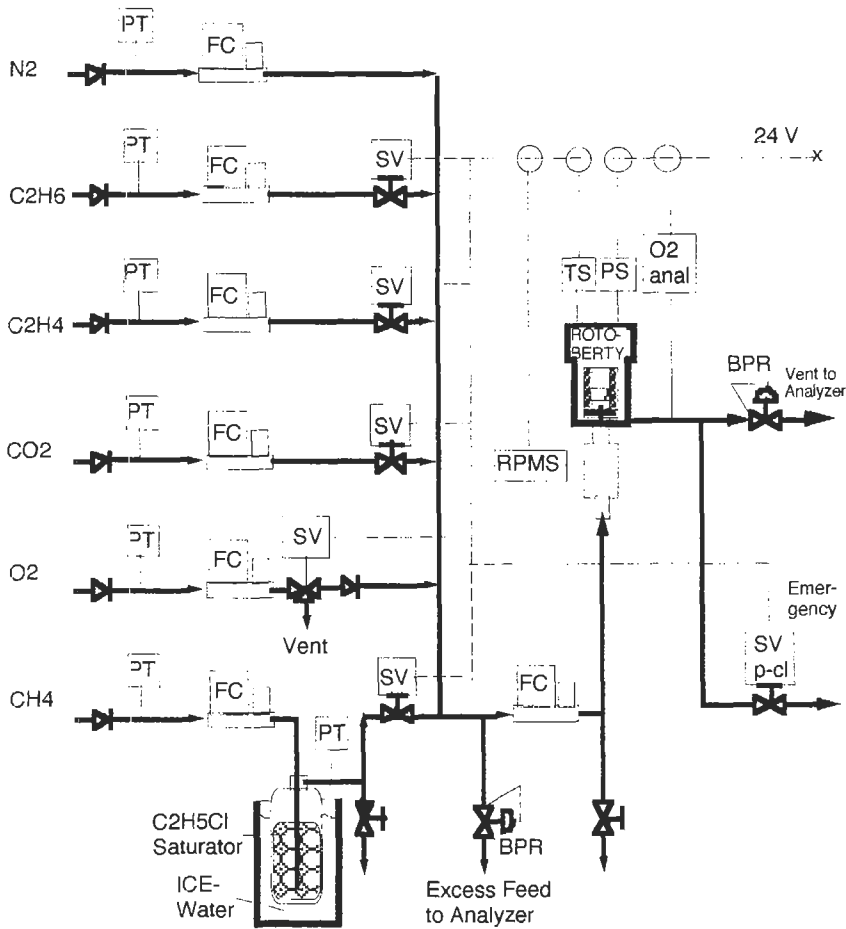 PT
FC
N2
24 V
x
PT
FC
SV
C2H6
PT
FC
SV
TS
PS
O2
anal
C2H4
ROTO-
BERTY
BPR
Vent to
Analyzer
PT
FC
SV
CO2
RPMS
PT
FC
SV
O2
Vent
Emer-
gency
PT
FC
SV
FC
SV
p-cl
CH4
PT
C2H5Cl
Saturator
BPR
ICE-
Water
Excess Feed
to Analyzer